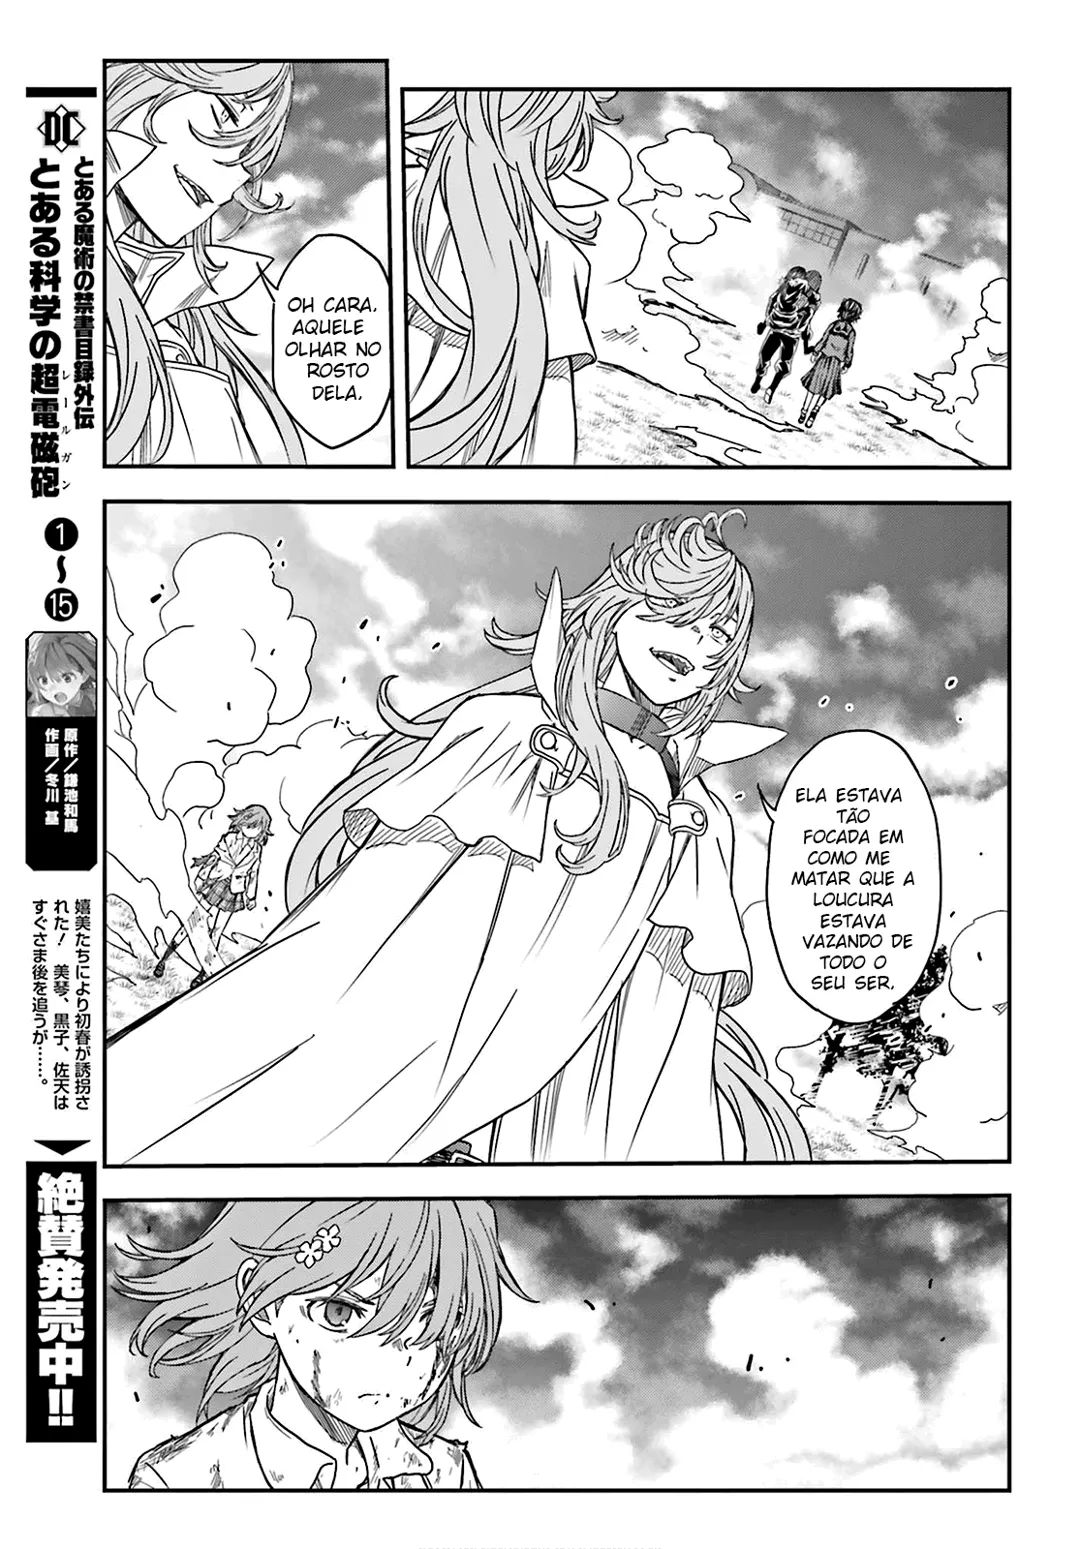 OH CARA,
AQUELE
OLHAR NO
ROSTO
DELA.
ELA ESTAVA
TÃO
FOCADA EM
COMO ME
MATAR QUE A
LOUCURA
ESTAVA
VAZANDO DE
TODO O
SEU SER.
DC
とある魔術の禁書目録外伝
とある科学の超電磁砲
レールガン
1〜15
原作/鎌池和馬
作画/冬川 基
嬉美たちにより初春が誘拐さ
れた! 美琴、黒子、佐天は
すぐさま後を追うが……。
絶賛発売中!!